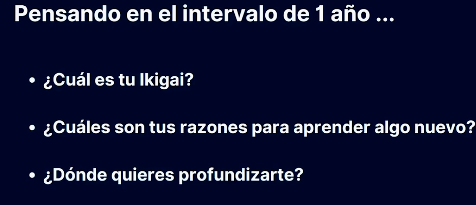 Pensando en el intervalo de 1 año ...
• ¿Cuál es tu Ikigai?
• ¿Cuáles son tus razones para aprender algo nuevo?
• ¿Dónde quieres profundizarte?